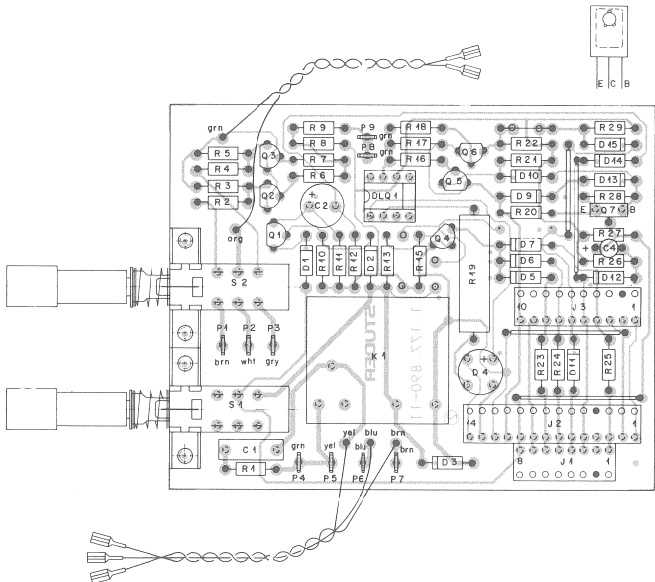 E C B
grn
R 9
P 9
R 18
R 22
R 29
R 8
grn
R 17
D 15
R 5
Q 3
P 8
Q 6
R 21
D 14
R 4
R 7
grn
R 16
D 10
D 13
R 3
R 6
Q 5
R 28
Q 2
+
DLQ 1
D 9
E Q 7 B
R 2
C 2
R 20
R 27
org
Q 1
Q 4
D 7
+ C 4
D 1
R 10
R 11
R 12
D 2
R 13
R 15
R 19
D 6
R 26
S 2
D 5
D 12
10 J 3 1
P 1
P 2
P 3
STUDER
K 1
brn
wht
gry
+
D 4
R 23
R 24
R 25
S 1
14 J 2 1
C 1
yel
blu
brn
grn
yel
blu
brn
8 J 1 1
R 1
D 3
P 4
P 5
P 6
P 7